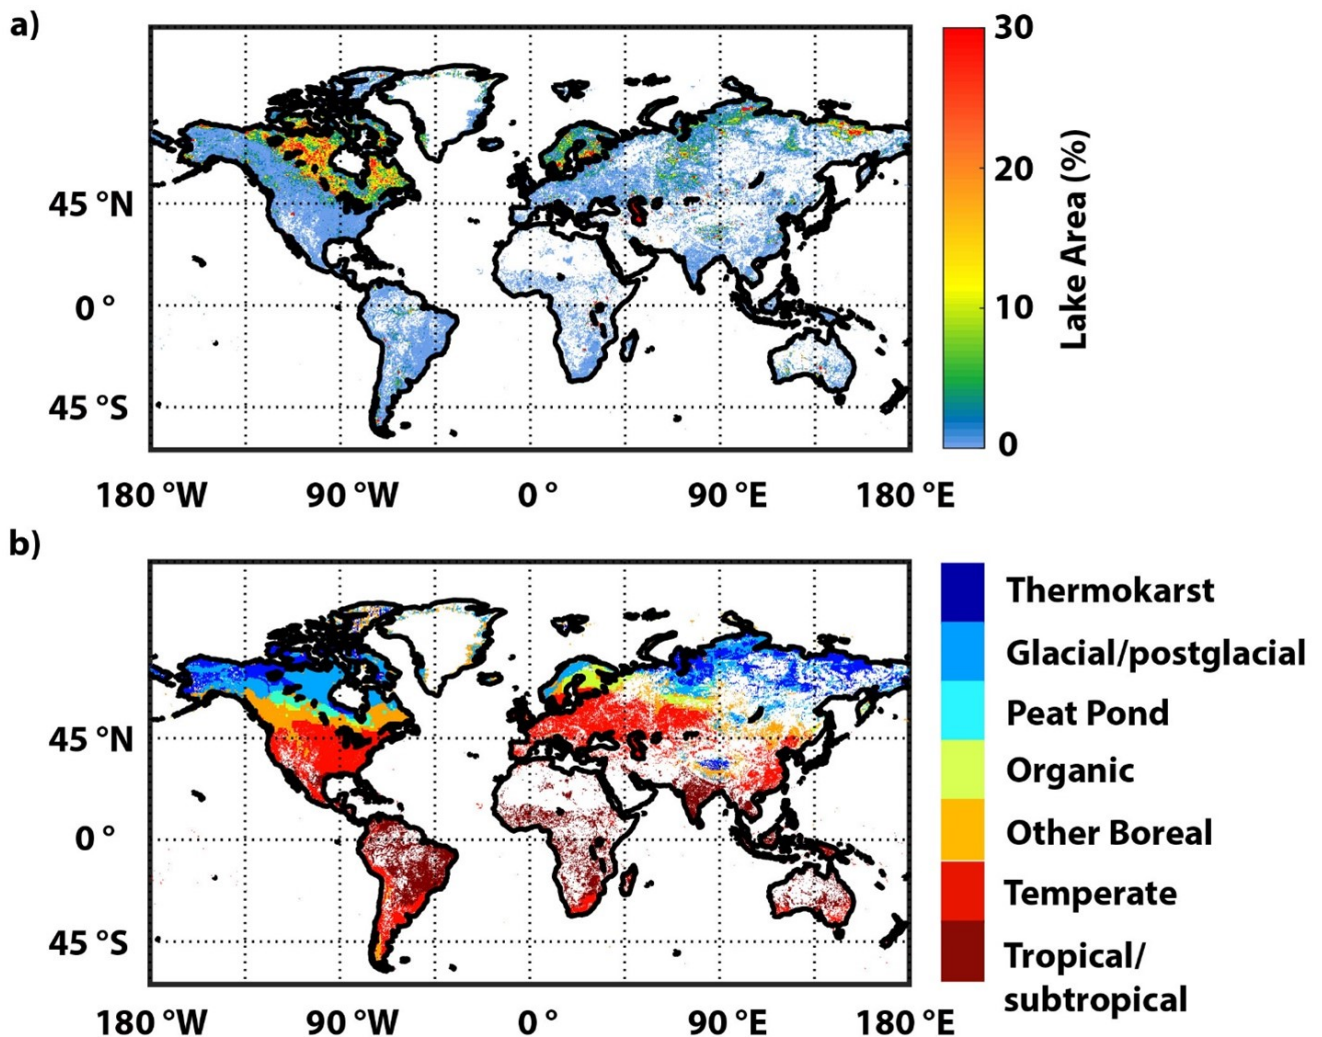 a)
30
20
10
0
Lake Area (%)
45 °N
0 °
45 °S
180 °W 90 °W 0 ° 90 °E 180 °E
b)
Thermokarst
Glacial/postglacial
Peat Pond
Organic
Other Boreal
Temperate
Tropical/
subtropical
45 °N
0 °
45 °S
180 °W 90 °W 0 ° 90 °E 180 °E